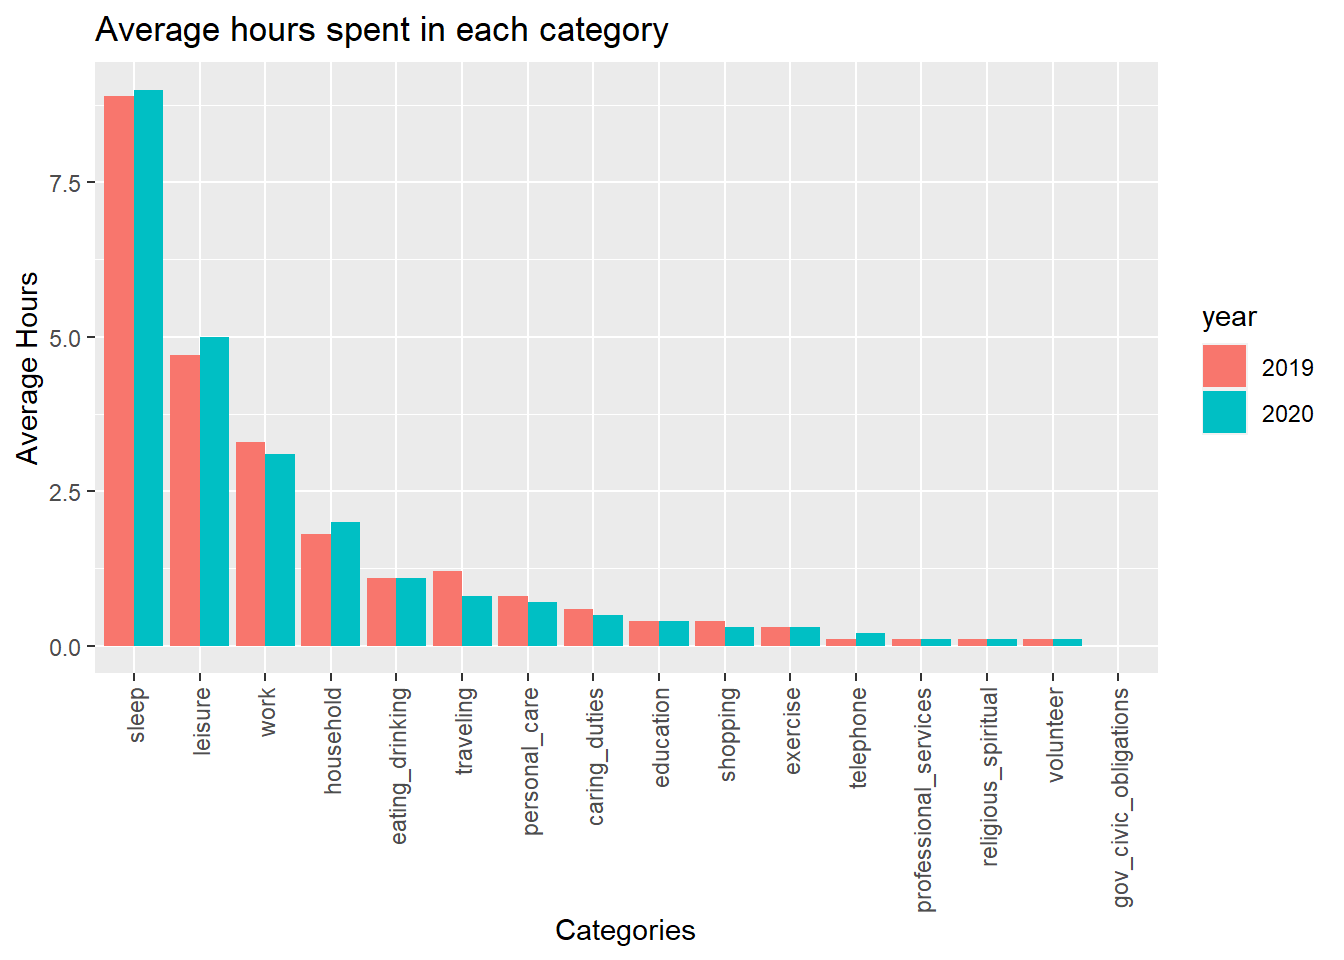 Average hours spent in each category
Average Hours
7.5
5.0
2.5
0.0
sleep
leisure
work
household
eating_drinking
traveling
personal_care
caring_duties
education
shopping
exercise
telephone
professional_services
religious_spiritual
volunteer
gov_civic_obligations
Categories
year
2019
2020